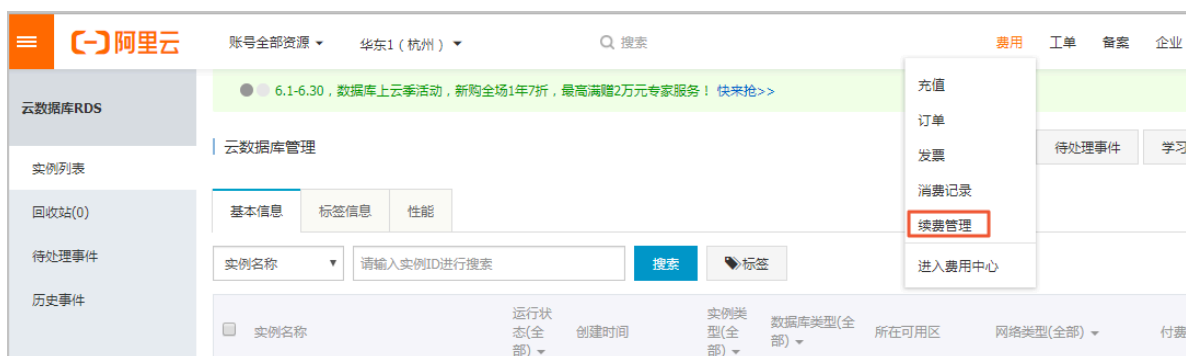 阿里云 账号全部资源 华东1（杭州） 搜索 费用 工单 备案 企业
充值
订单
发票
消费记录
续费管理
进入费用中心
云数据库RDS
实例列表
回收站(0)
待处理事件
历史事件
6.1-6.30，数据库上云季活动，新购全场1年7折，最高满赠2万元专家服务！ 快来抢>>
云数据库管理 待处理事件 学习
基本信息 标签信息 性能
实例名称 请输入实例ID进行搜索 搜索 标签
实例名称
运行状
态(全
部)
创建时间
实例类
型(全
部)
数据库类型(全
部)
所在可用区
网络类型(全部)
付费